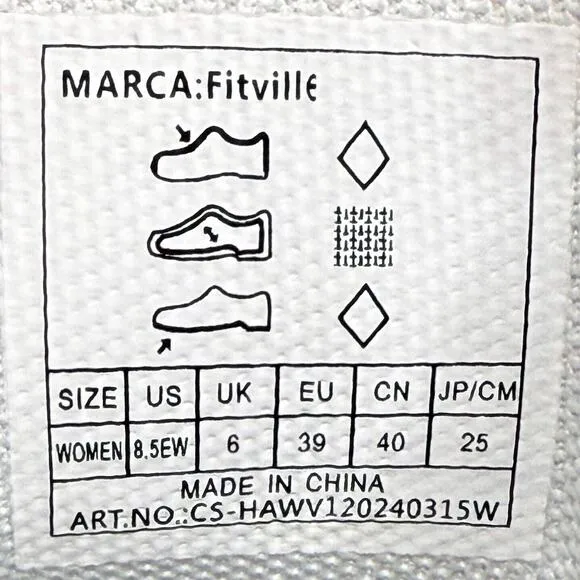 MARCA:Fitville
SIZE US UK EU CN JP/CM
WOMEN 8.5EW 6 39 40 25
MADE IN CHINA
ART.NO.:CS-HAWV120240315W